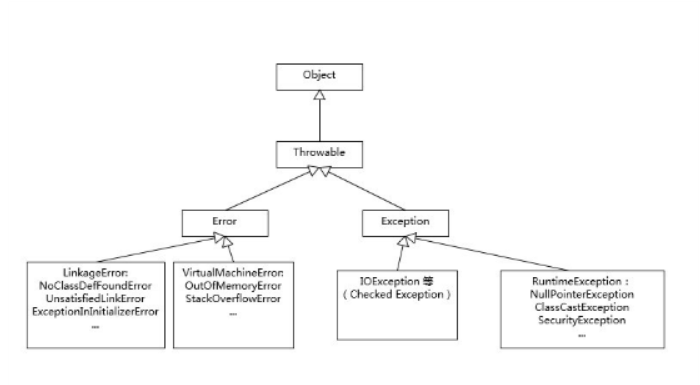 Object
Throwable
Error
Exception
LinkageError:
NoClassDefFoundError
UnsatisfiedLinkError
ExceptionInInitializerError
...
VirtualMachineError:
OutOfMemoryError
StackOverflowError
...
IOException 等
（Checked Exception）
RuntimeException：
NullPointerException
ClassCastException
SecurityException
...